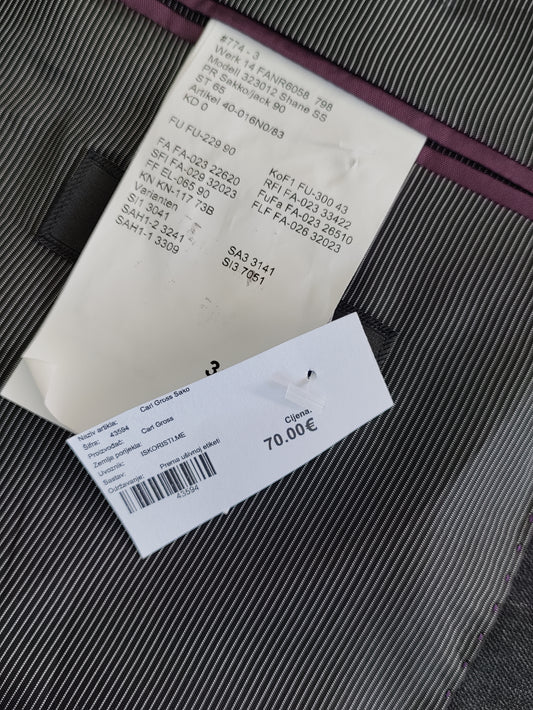 #774 - 3
Werk 14 FANR6058 798
Modell 323012 Shane SS
PR Sakko/jack 90
ST 65
Artikel 40-016N0/83
KD 0
FU FU-229 90
FA FA-023 22620
SFI FA-029 32023
FF EL-065 90
KN KN-117 73B
Varianten
SI1 3041
SAH1-2 3241
SAH1-1 3309
KoF1 FU-300 43
RFI FA-023 33422
PuFa FA-023 26510
FLF FA-026 32023
SA3 3141
SI3 7051
3
Naziv artikla: Carl Gross Sako
Šifra: 43594
Proizvođač: Carl Gross
Zemlje porijekla:
Uvoznik: ISKORISTI.ME
Sastav:
Održavanje: Prema ušivnoj etiketi
43594
Cijena.
70.00€